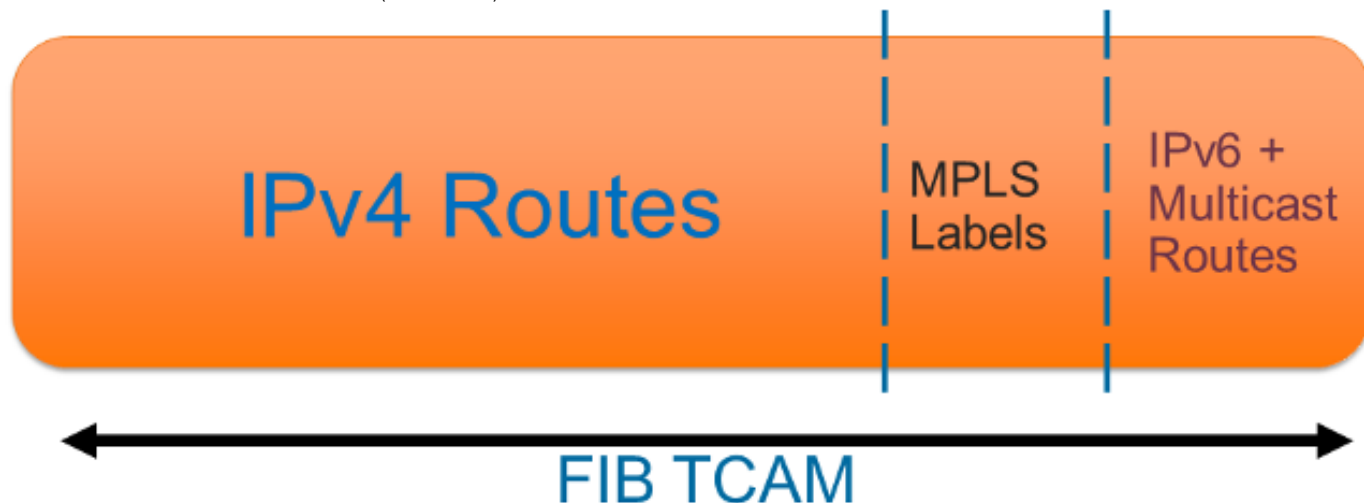 IPv4 Routes
MPLS
Labels
IPv6 +
Multicast
Routes
FIB TCAM